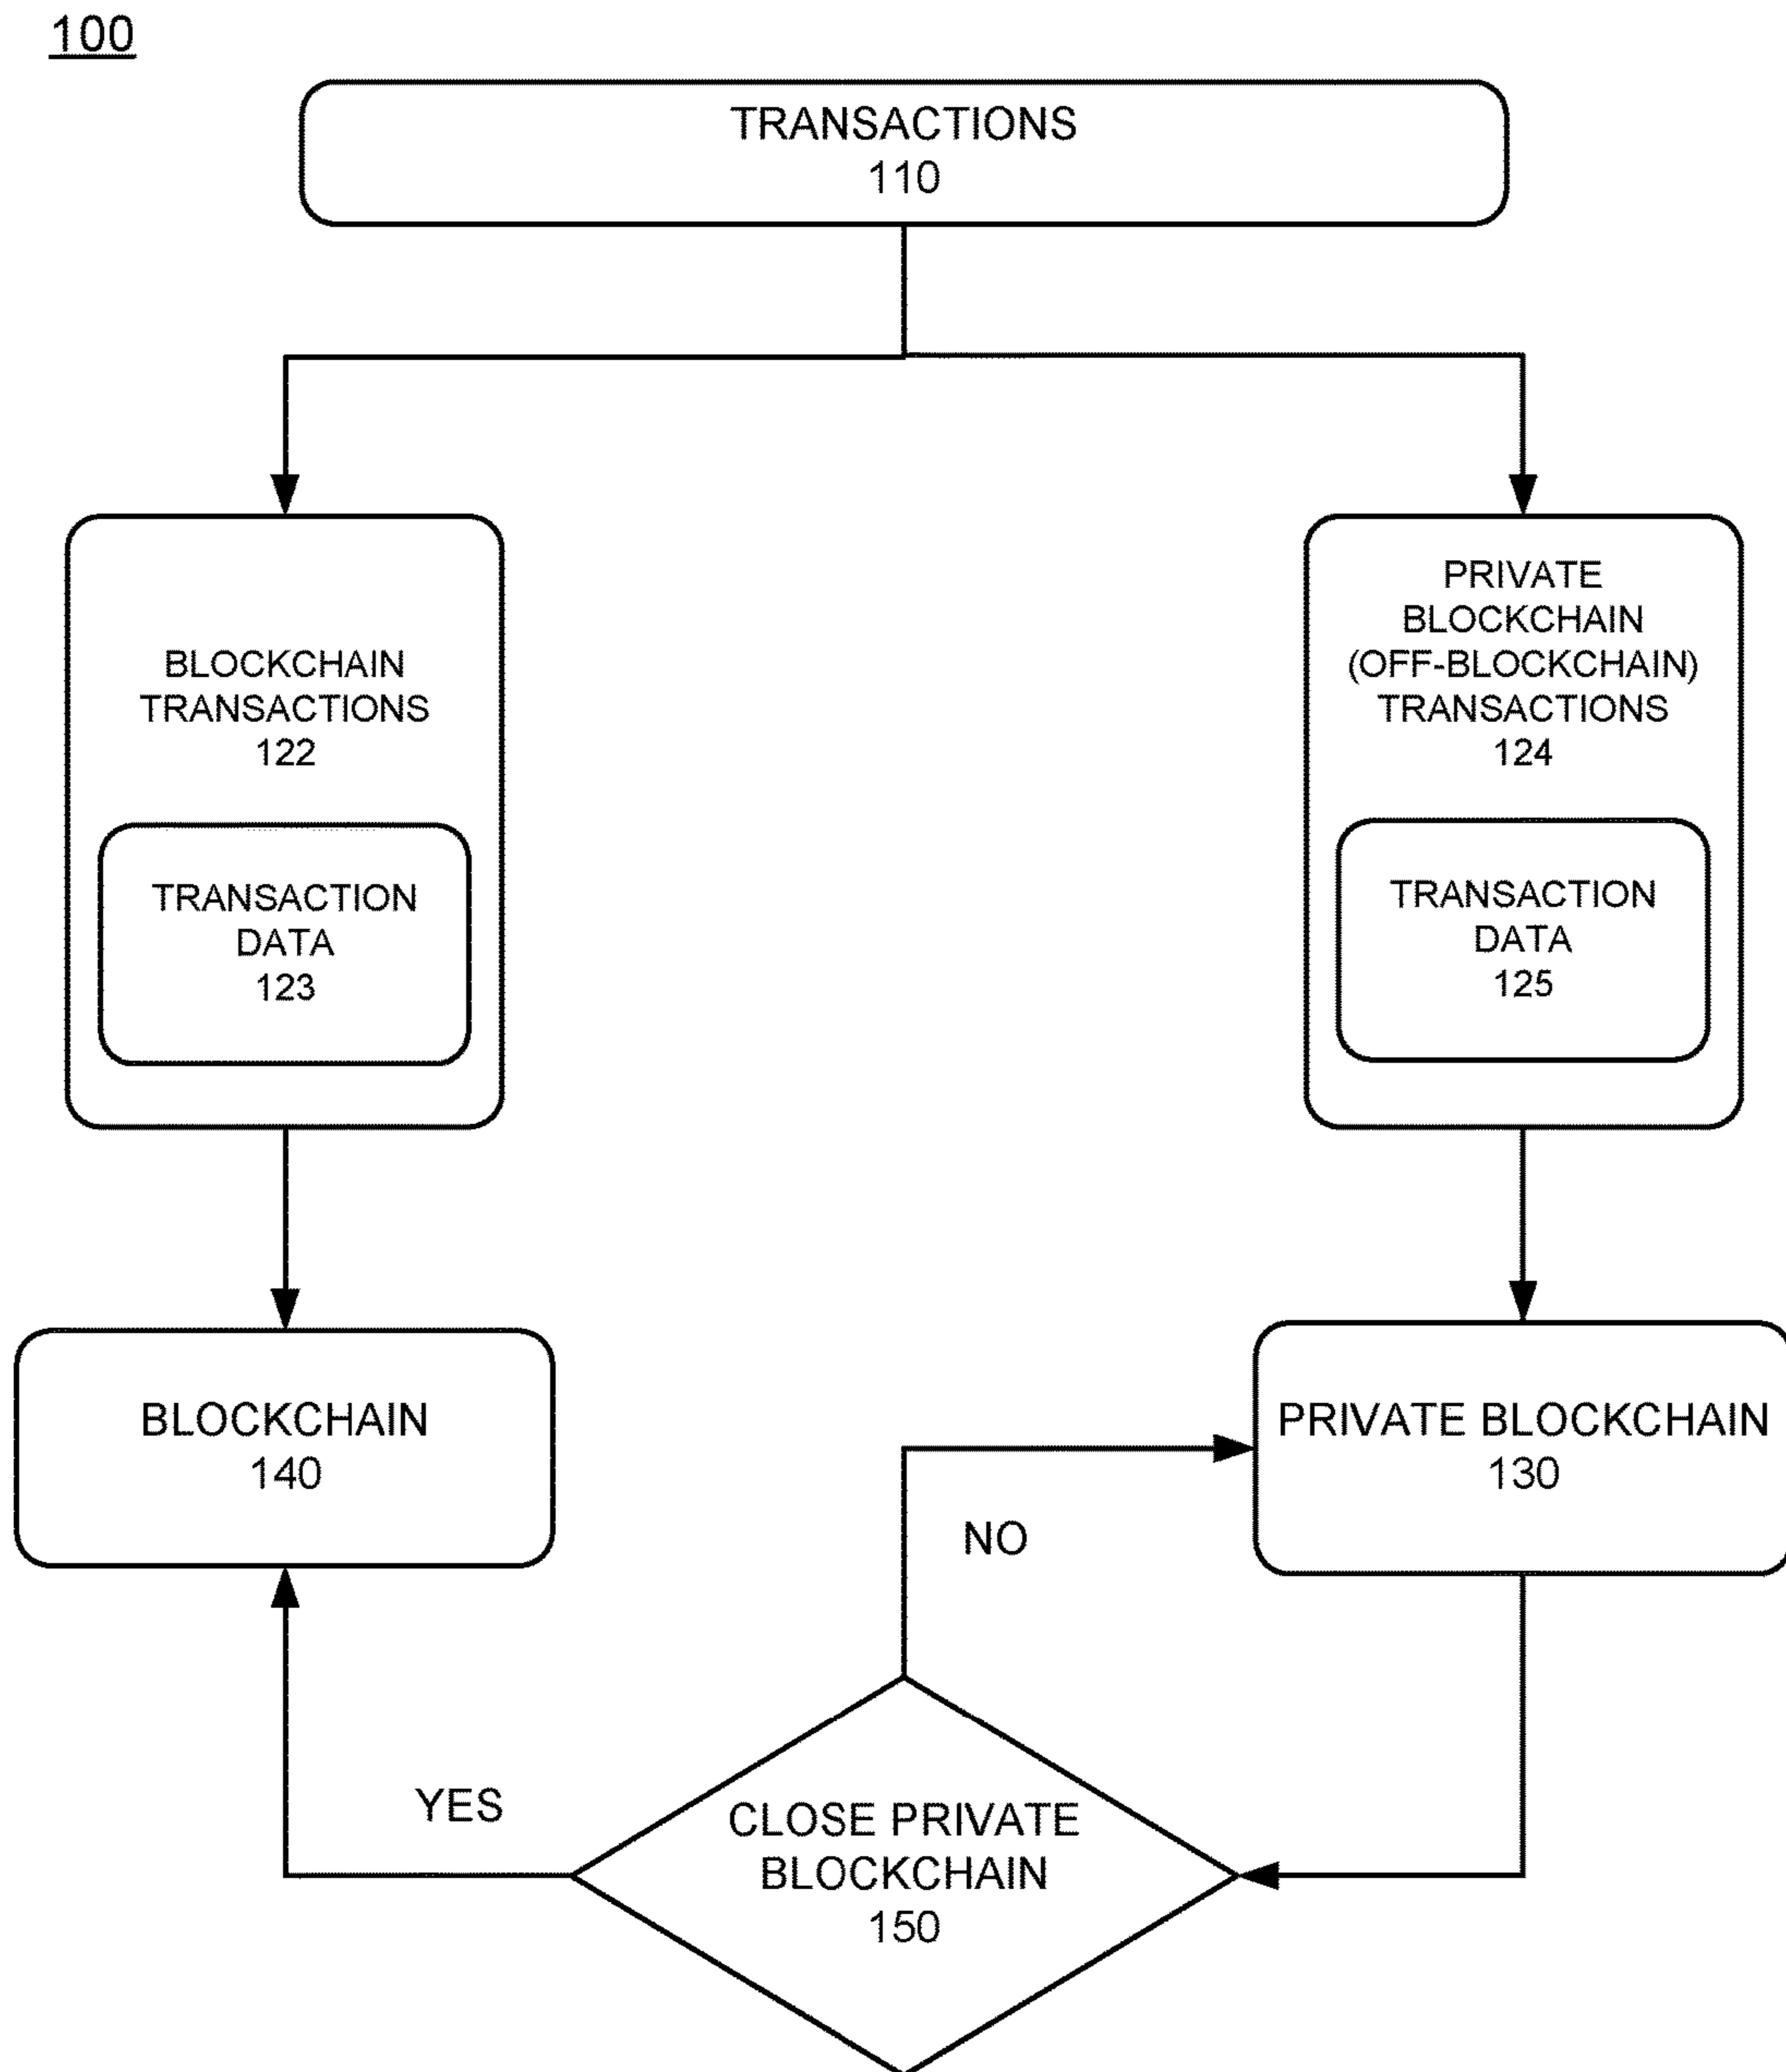 100
TRANSACTIONS
110
BLOCKCHAIN
TRANSACTIONS
122
TRANSACTION
DATA
123
PRIVATE
BLOCKCHAIN
(OFF-BLOCKCHAIN)
TRANSACTIONS
124
TRANSACTION
DATA
125
BLOCKCHAIN
140
PRIVATE BLOCKCHAIN
130
NO
YES
CLOSE PRIVATE
BLOCKCHAIN
150